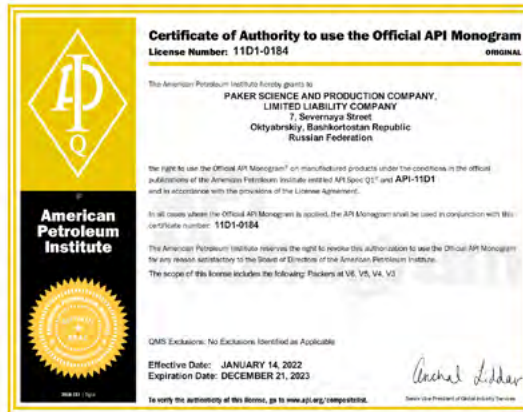 Certificate of Authority to use the Official API Monogram
License Number: 11D1-0184
ORIGINAL
The American Petroleum Institute hereby grants to
PAKER SCIENCE AND PRODUCTION COMPANY,
LIMITED LIABILITY COMPANY
7, Severnaya Street
Oktyabrskiy, Bashkortostan Republic
Russian Federation
the right to use the Official API Monogram® on manufactured products under the conditions in the official
publications of the American Petroleum Institute entitled API Spec Q1® and API-11D1
and in accordance with the provisions of the License Agreement.
In all cases where the Official API Monogram is applied, the API Monogram shall be used in conjunction with this
certificate number: 11D1-0184
The American Petroleum Institute reserves the right to revoke this authorization to use the Official API Monogram
for any reason satisfactory to the Board of Directors of the American Petroleum Institute.
The scope of this license includes the following: Packers at V6, V5, V4, V3
QMS Exclusions: No Exclusions Identified as Applicable
Effective Date: JANUARY 14, 2022
Expiration Date: DECEMBER 21, 2023
To verify the authenticity of this license, go to www.api.org/compositelist.
Senior Vice President of Global Industry Services
API
Q
American
Petroleum
Institute